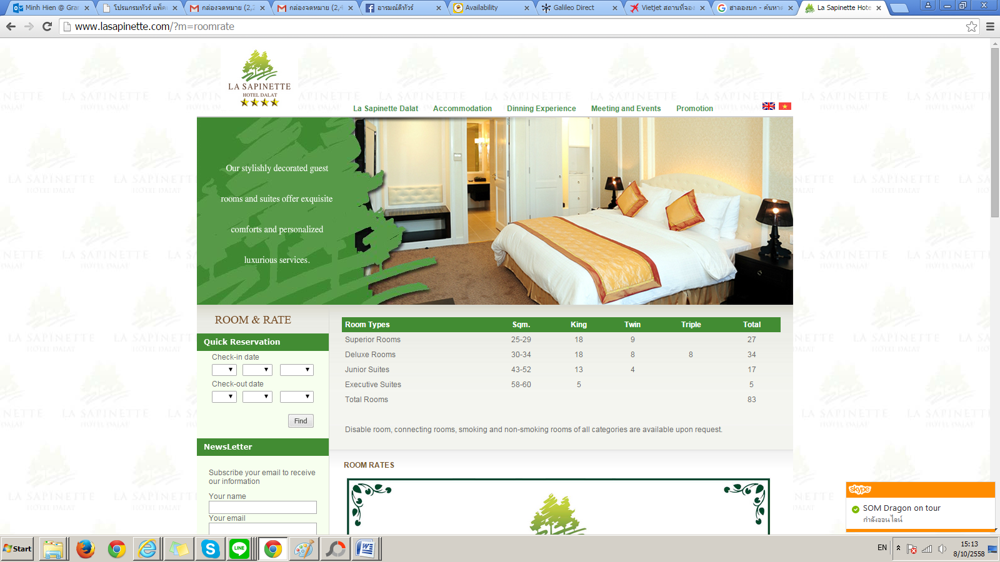 Minh Hien @ Gra
โปรแกรมทัวร์ แพ็ค
กล่องจดหมาย (2,2
กล่องจดหมาย (2,4
อารมณ์ดีทัวร์
Availability
Galileo Direct
Vietjet สถานที่จอง
ฮาลองบก - ค้นหาด
La Sapinette Hote
www.lasapinette.com/?m=roomrate
LA SAPINETTE
HOTEL DALAT
La Sapinette Dalat Accommodation Dinning Experience Meeting and Events Promotion
Our stylishly decorated guest
rooms and suites offer exquisite
comforts and personalized
luxurious services.
ROOM & RATE
Quick Reservation
Check-in date
Check-out date
Find
NewsLetter
Subscribe your email to receive
our information
Your name
Your email
Room Types Sqm. King Twin Triple Total
Superior Rooms 25-29 18 9 27
Deluxe Rooms 30-34 18 8 8 34
Junior Suites 43-52 13 4 17
Executive Suites 58-60 5 5
Total Rooms 83
Disable room, connecting rooms, smoking and non-smoking rooms of all categories are available upon request.
ROOM RATES
skype
SOM Dragon on tour
กำลังออนไลน์
Start
LINE
EN
15:13
8/10/2558